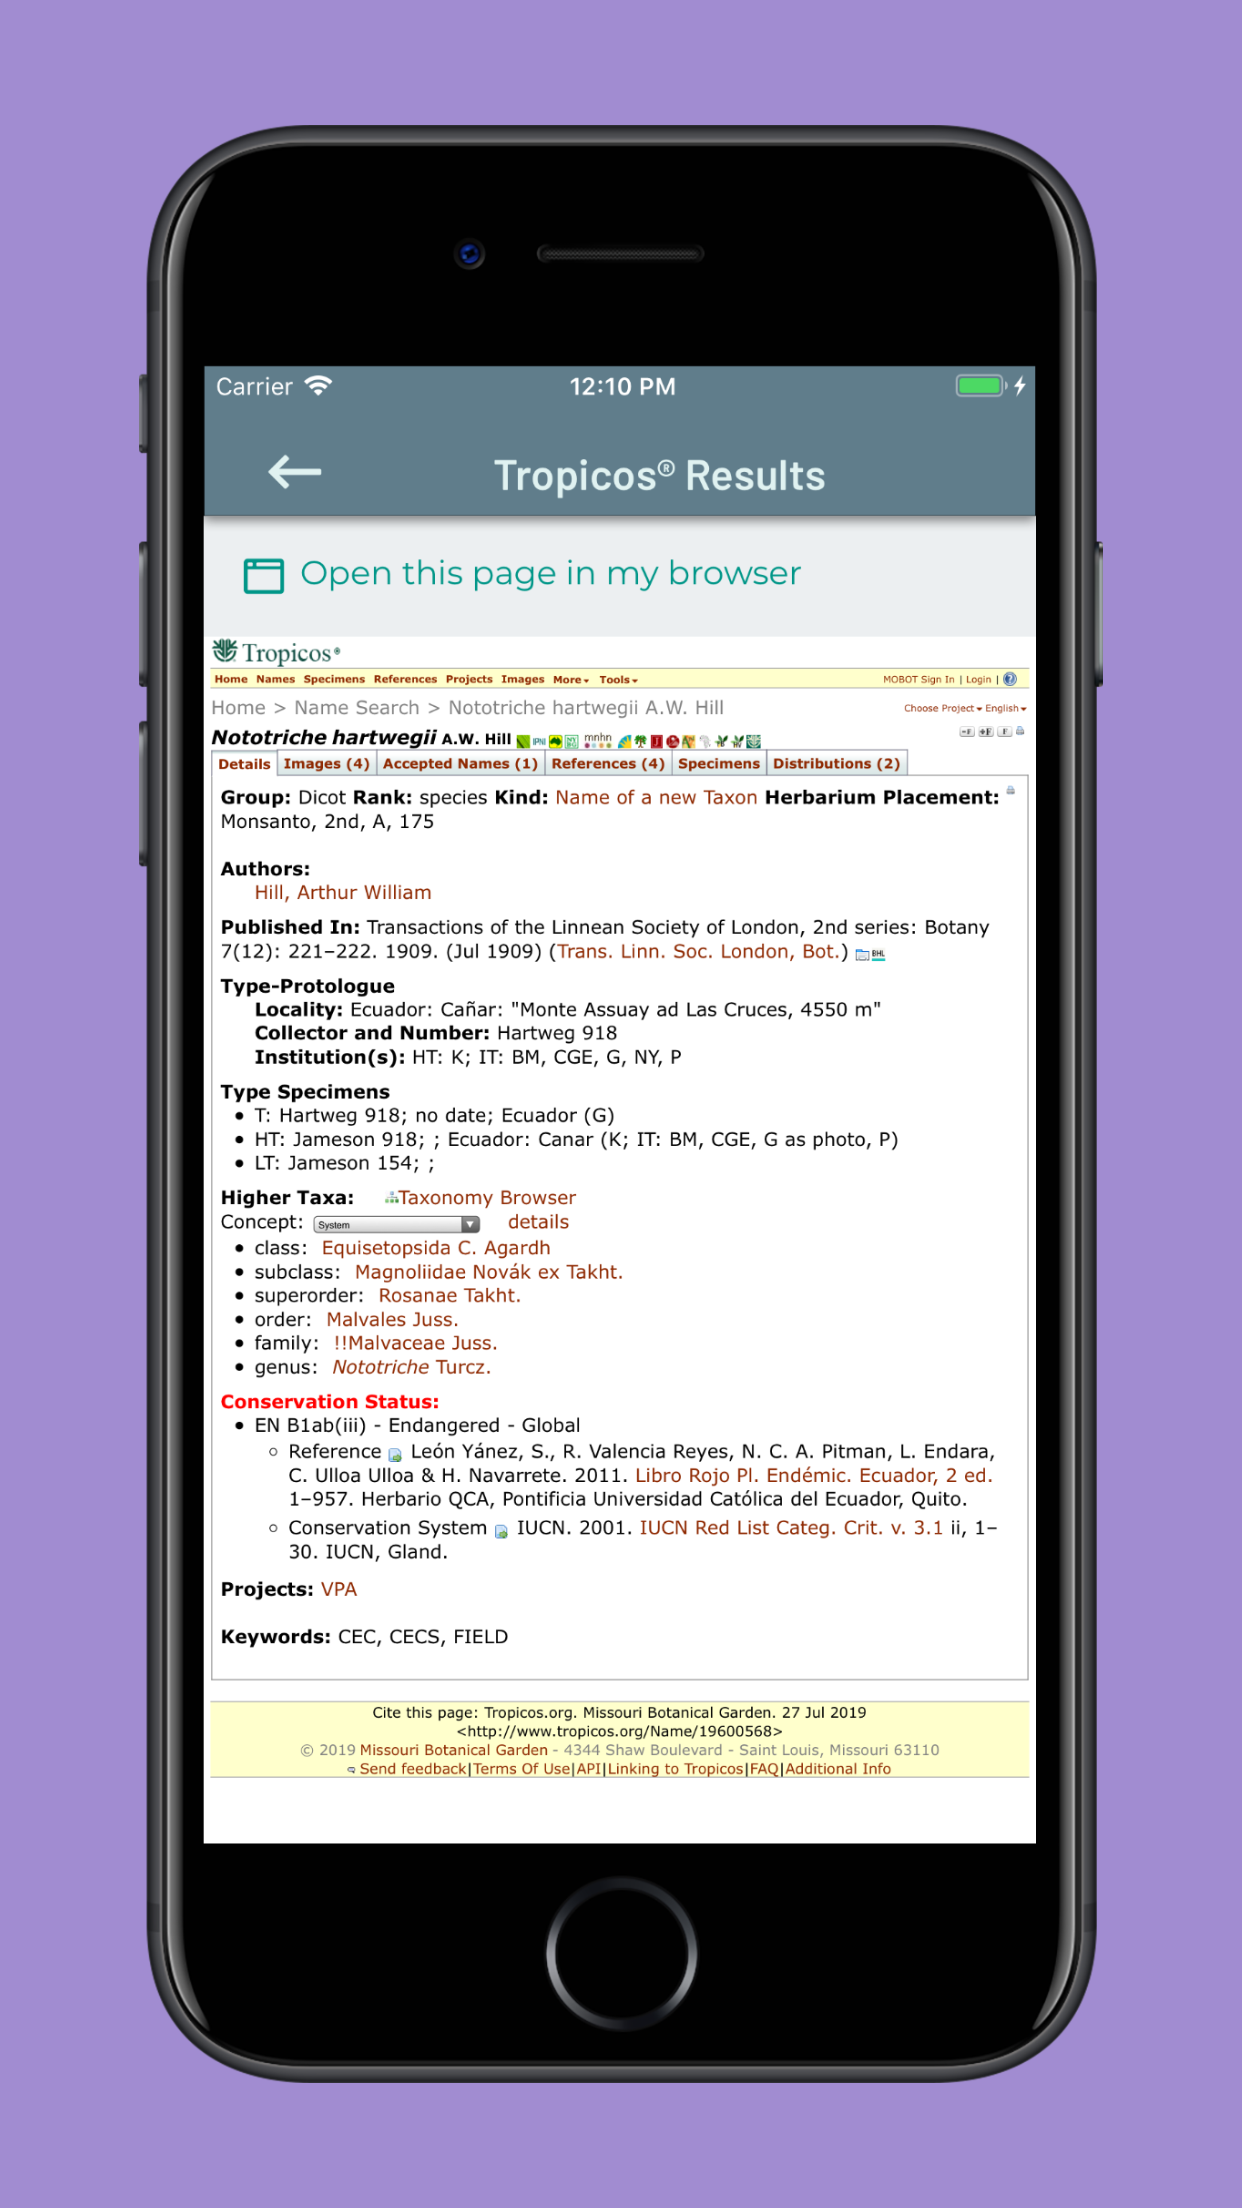 Carrier
12:10 PM
Tropicos® Results
Open this page in my browser
Tropicos®
Home Names Specimens References Projects Images More Tools
MOBOT Sign In | Login |
Home > Name Search > Nototriche hartwegii A.W. Hill
Choose Project English
Nototriche hartwegii A.W. Hill
IPNI
mnhn
-F +F F
Details Images (4) Accepted Names (1) References (4) Specimens Distributions (2)
Group: Dicot Rank: species Kind: Name of a new Taxon Herbarium Placement:
Monsanto, 2nd, A, 175
Authors:
Hill, Arthur William
Published In: Transactions of the Linnean Society of London, 2nd series: Botany
7(12): 221–222. 1909. (Jul 1909) (Trans. Linn. Soc. London, Bot.) BHL
Type-Protologue
Locality: Ecuador: Cañar: "Monte Assuay ad Las Cruces, 4550 m"
Collector and Number: Hartweg 918
Institution(s): HT: K; IT: BM, CGE, G, NY, P
Type Specimens
• T: Hartweg 918; no date; Ecuador (G)
• HT: Jameson 918; ; Ecuador: Canar (K; IT: BM, CGE, G as photo, P)
• LT: Jameson 154; ;
Higher Taxa: Taxonomy Browser
Concept: System details
• class: Equisetopsida C. Agardh
• subclass: Magnoliidae Novák ex Takht.
• superorder: Rosanae Takht.
• order: Malvales Juss.
• family: !!Malvaceae Juss.
• genus: Nototriche Turcz.
Conservation Status:
• EN B1ab(iii) - Endangered - Global
◦ Reference León Yánez, S., R. Valencia Reyes, N. C. A. Pitman, L. Endara,
C. Ulloa Ulloa & H. Navarrete. 2011. Libro Rojo Pl. Endémic. Ecuador, 2 ed.
1–957. Herbario QCA, Pontificia Universidad Católica del Ecuador, Quito.
◦ Conservation System IUCN. 2001. IUCN Red List Categ. Crit. v. 3.1 ii, 1–
30. IUCN, Gland.
Projects: VPA
Keywords: CEC, CECS, FIELD
Cite this page: Tropicos.org. Missouri Botanical Garden. 27 Jul 2019
<http://www.tropicos.org/Name/19600568>
© 2019 Missouri Botanical Garden - 4344 Shaw Boulevard - Saint Louis, Missouri 63110
Send feedback|Terms Of Use|API|Linking to Tropicos|FAQ|Additional Info